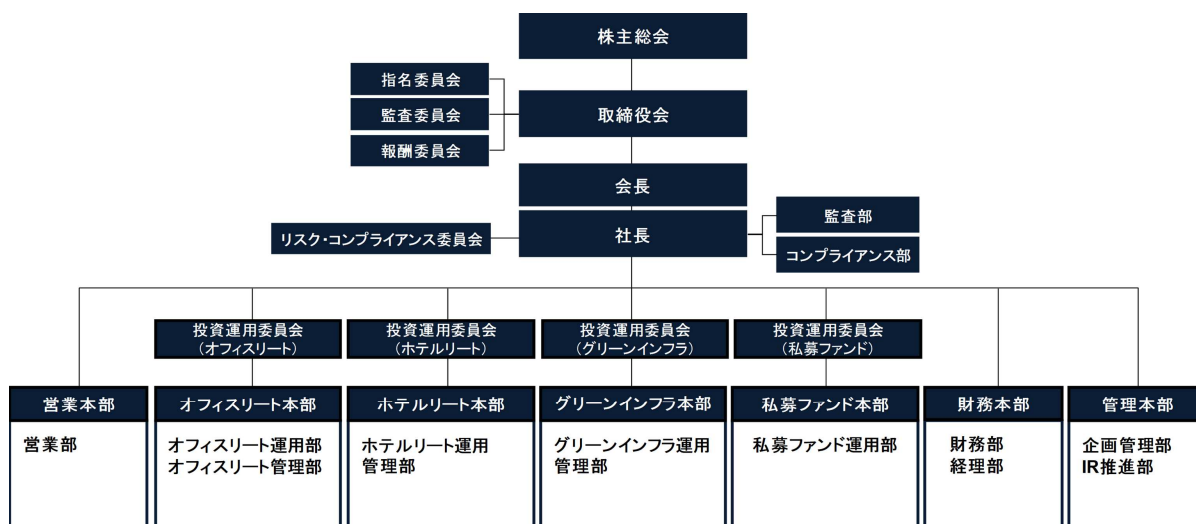 株主総会
指名委員会
監査委員会
報酬委員会
取締役会
会長
社長
リスク・コンプライアンス委員会
監査部
コンプライアンス部
投資運用委員会
(オフィスリート)
投資運用委員会
(ホテルリート)
投資運用委員会
(グリーンインフラ)
投資運用委員会
(私募ファンド)
営業本部
営業部
オフィスリート本部
オフィスリート運用部
オフィスリート管理部
ホテルリート本部
ホテルリート運用
管理部
グリーンインフラ本部
グリーンインフラ運用
管理部
私募ファンド本部
私募ファンド運用部
財務本部
財務部
経理部
管理本部
企画管理部
IR推進部